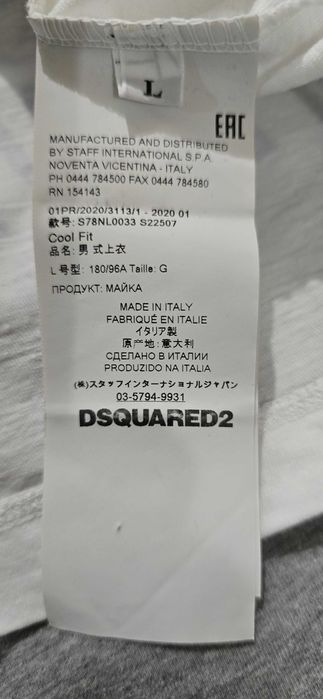 L
EAC
MANUFACTURED AND DISTRIBUTED
BY STAFF INTERNATIONAL S.P.A.
NOVENTA VICENTINA - ITALY
PH 0444 784500 FAX 0444 784580
RN 154143
01PR/2020/3113/1 - 2020 01
款号: S78NL0033 S22507
Cool Fit
品名: 男式上衣
L 号型: 180/96A Taille: G
ПРОДУКТ: МАЙКА
MADE IN ITALY
FABRIQUÉ EN ITALIE
イタリア製
原产地:意大利
СДЕЛАНО В ИТАЛИИ
PRODUZIDO NA ITALIA
(株)スタッフインターナショナルジャパン
03-5794-9931
DSQUARED2